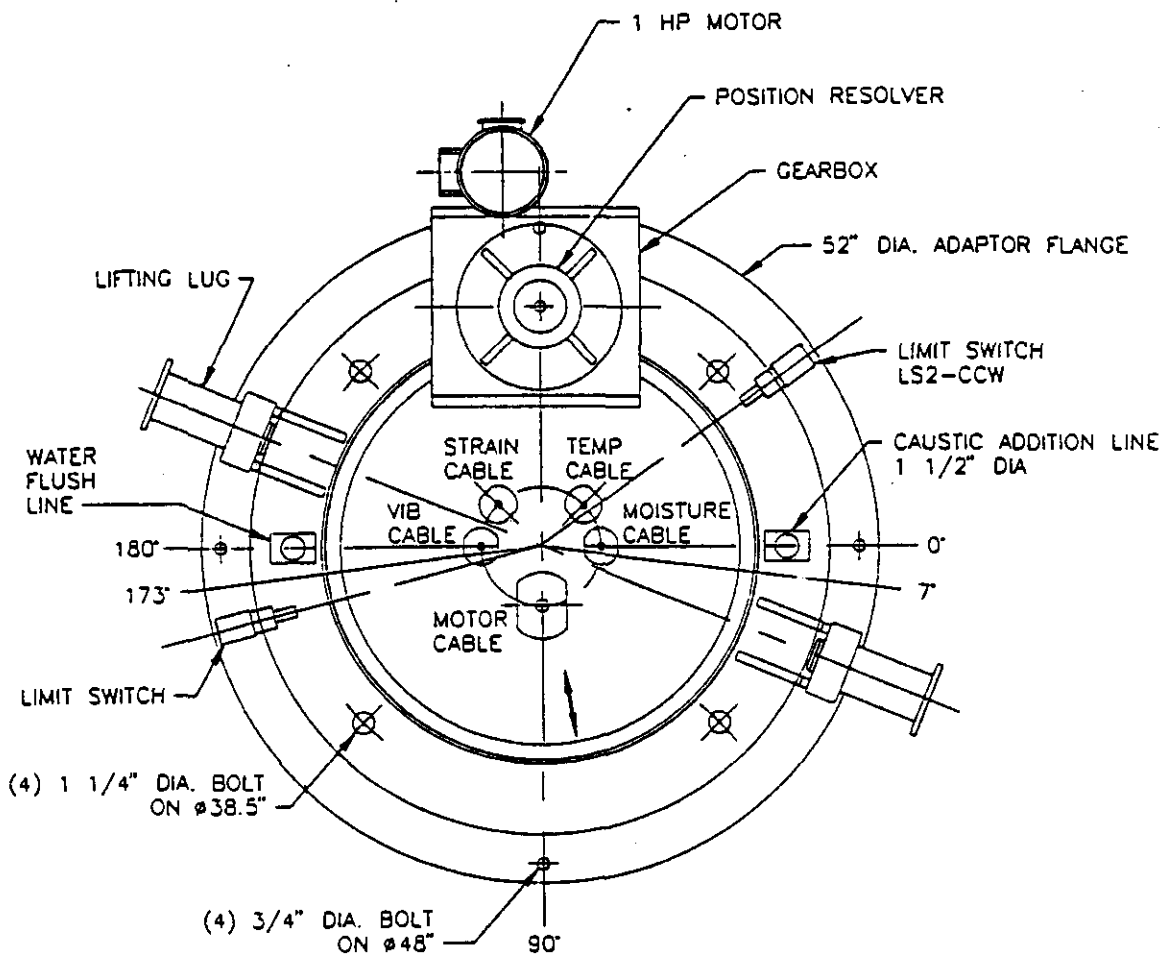 1 HP MOTOR
POSITION RESOLVER
GEARBOX
52" DIA. ADAPTOR FLANGE
LIFTING LUG
LIMIT SWITCH
LS2-CCW
STRAIN
CABLE
TEMP
CABLE
CAUSTIC ADDITION LINE
1 1/2" DIA
WATER
FLUSH
LINE
VIB
CABLE
MOISTURE
CABLE
180°
0°
173°
7°
MOTOR
CABLE
LIMIT SWITCH
(4) 1 1/4" DIA. BOLT
ON ø38.5"
(4) 3/4" DIA. BOLT
ON ø48"
90°